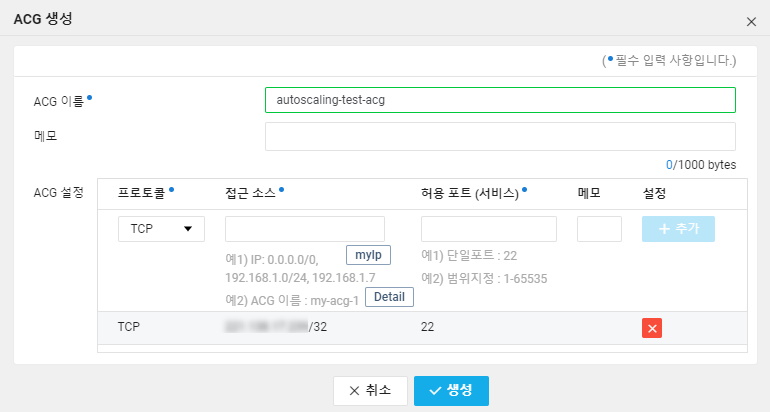 ACG 생성
(•필수 입력 사항입니다.)
ACG 이름•
autoscaling-test-acg
메모
0/1000 bytes
ACG 설정
프로토콜• 접근 소스• 허용 포트 (서비스)• 메모 설정
TCP + 추가
예1) IP: 0.0.0.0/0, myIp 예1) 단일포트 : 22
192.168.1.0/24, 192.168.1.7 예2) 범위지정 : 1-65535
예2) ACG 이름 : my-acg-1 Detail
TCP /32 22
취소 생성